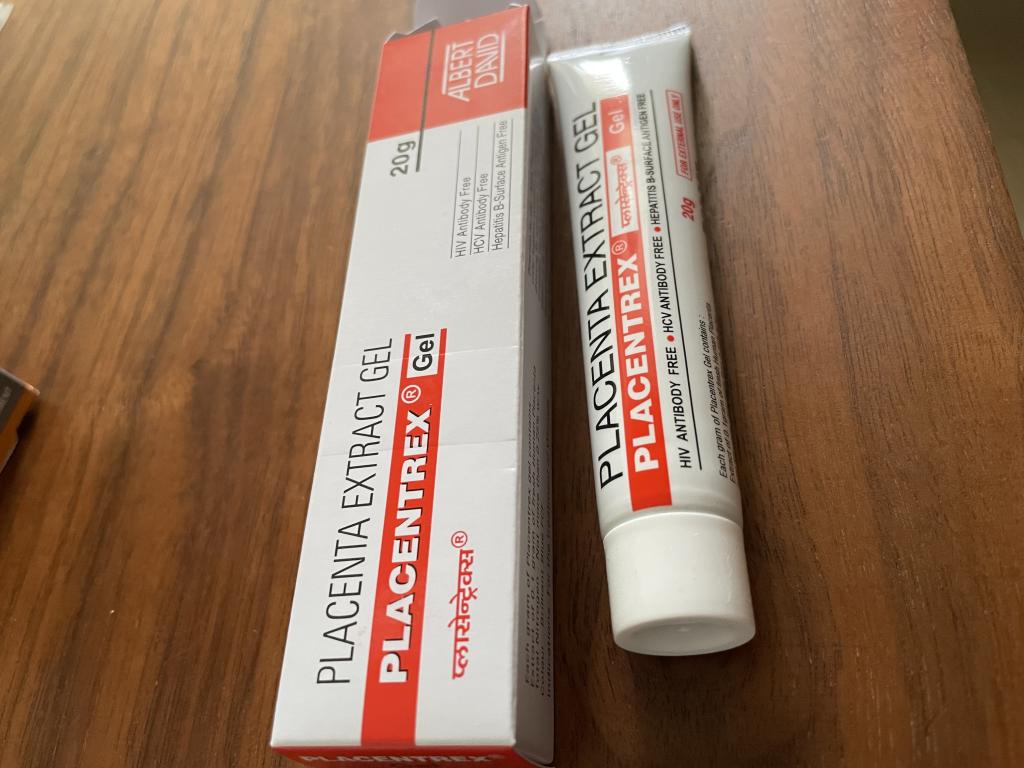 ALBERT
DAVID
20g
HIV Antibody Free
HCV Antibody Free
Hepatitis B-Surface Antigen Free
PLACENTA EXTRACT GEL
PLACENTREX® Gel
प्लासेन्ट्रेक्स®
PLACENTREX®
PLACENTA EXTRACT GEL
PLACENTREX® प्लासेन्ट्रेक्स® Gel
HIV ANTIBODY FREE • HCV ANTIBODY FREE • HEPATITIS B-SURFACE ANTIGEN FREE
20g
FOR EXTERNAL USE ONLY
Each gram of Placentrex Gel contains :